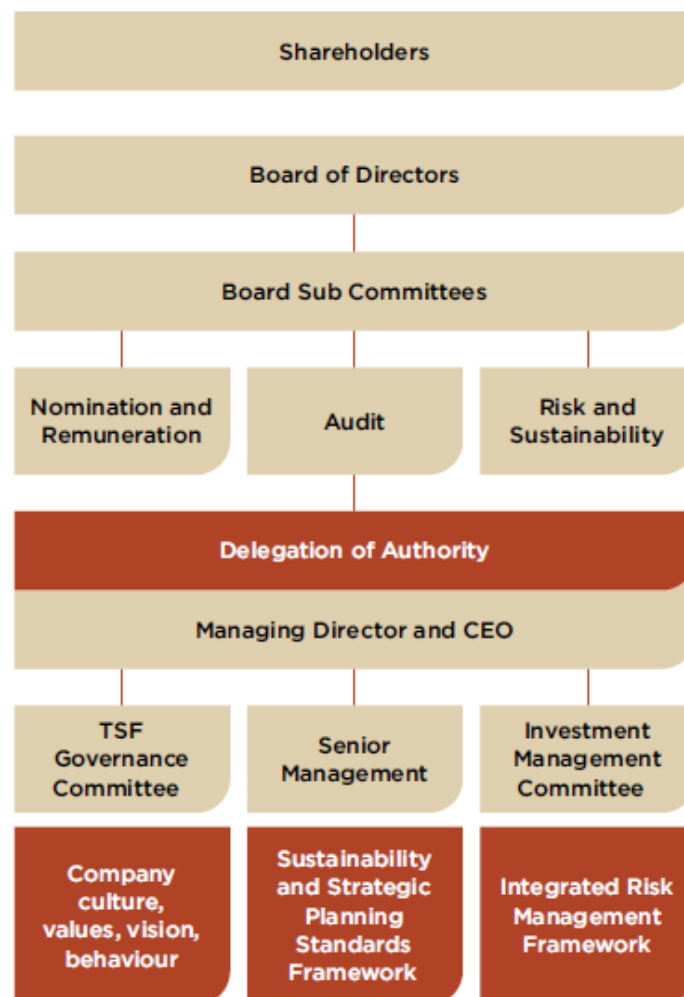 Shareholders
Board of Directors
Board Sub Committees
Nomination and
Remuneration
Audit
Risk and
Sustainability
Delegation of Authority
Managing Director and CEO
TSF
Governance
Committee
Senior
Management
Investment
Management
Committee
Company
culture,
values, vision,
behaviour
Sustainability
and Strategic
Planning
Standards
Framework
Integrated Risk
Management
Framework